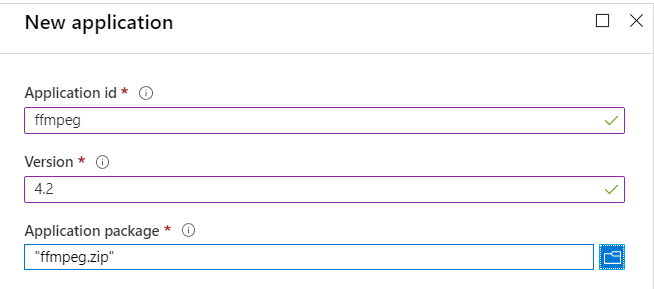 New application
Application id *
ffmpeg
Version *
4.2
Application package *
"ffmpeg.zip"